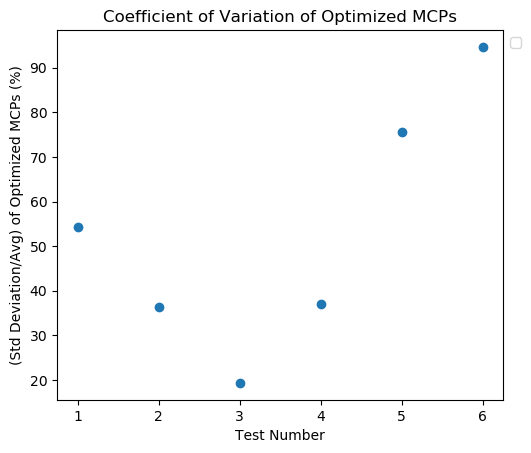 Coefficient of Variation of Optimized MCPs
(Std Deviation/Avg) of Optimized MCPs (%)
90
80
70
60
50
40
30
20
1 2 3 4 5 6
Test Number